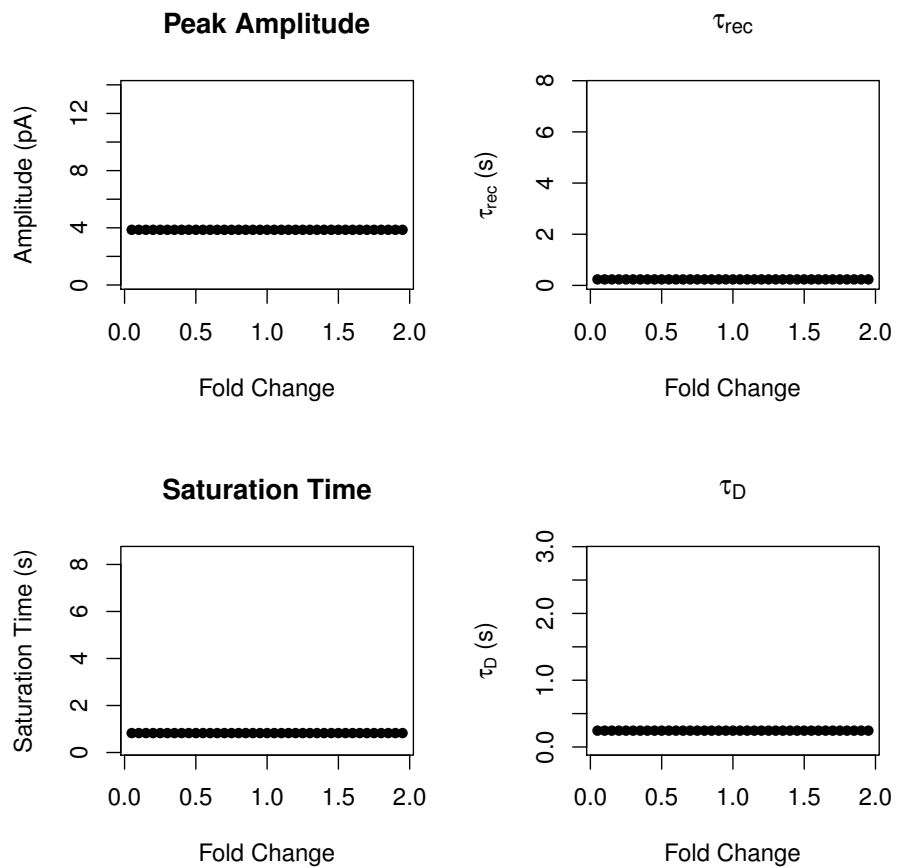 Peak Amplitude
Amplitude (pA)
0 4 8 12
0.0 0.5 1.0 1.5 2.0
Fold Change
τrec
τrec (s)
0 2 4 6 8
0.0 0.5 1.0 1.5 2.0
Fold Change
Saturation Time
Saturation Time (s)
0 2 4 6 8
0.0 0.5 1.0 1.5 2.0
Fold Change
τD
τD (s)
0.0 1.0 2.0 3.0
0.0 0.5 1.0 1.5 2.0
Fold Change